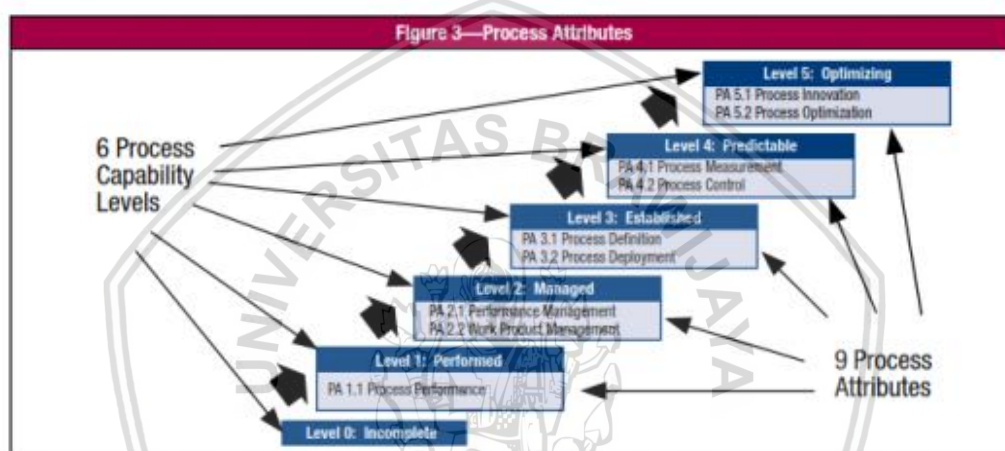 Figure 3—Process Attributes
Level 5: Optimizing
PA 5.1 Process Innovation
PA 5.2 Process Optimization
6 Process
Capability
Levels
Level 4: Predictable
PA 4.1 Process Measurement
PA 4.2 Process Control
Level 3: Established
PA 3.1 Process Definition
PA 3.2 Process Deployment
Level 2: Managed
PA 2.1 Performance Management
PA 2.2 Work Product Management
Level 1: Performed
PA 1.1 Process Performance
9 Process
Attributes
Level 0: Incomplete
UNIVERSITAS BRAWIJAYA